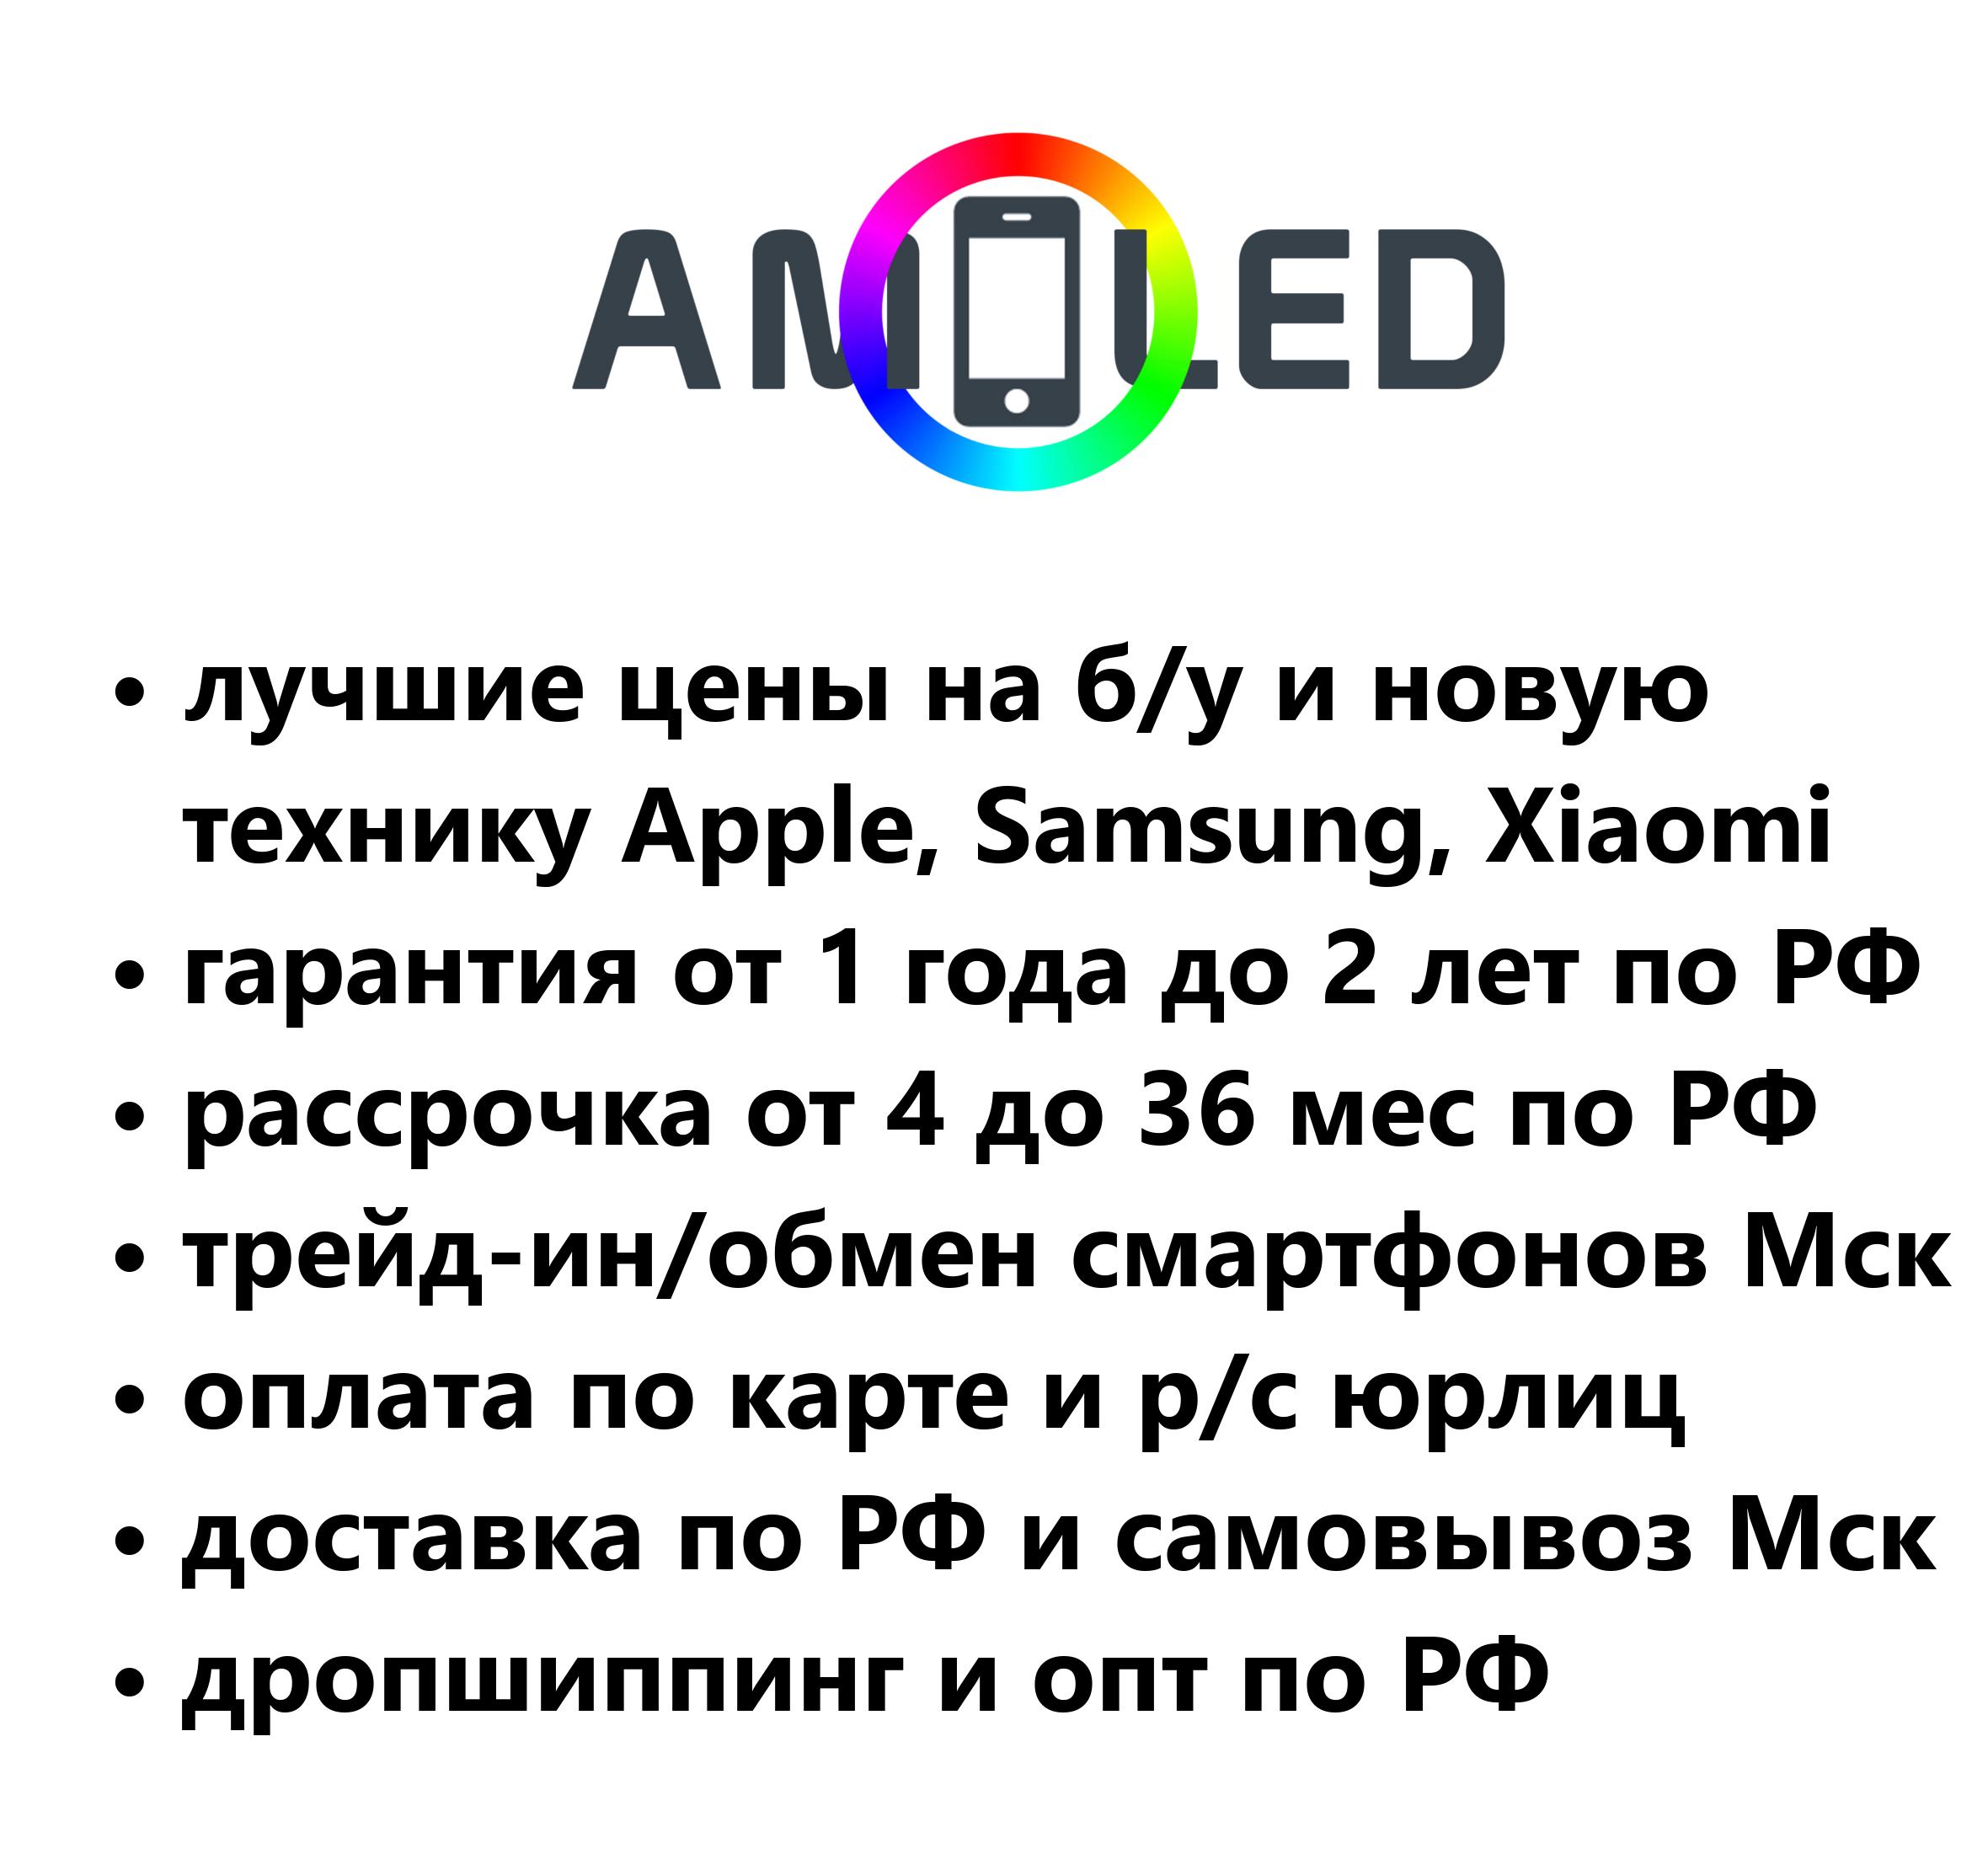 AMOLED
• лучшие цены на б/у и новую
технику Apple, Samsung, Xiaomi
• гарантия от 1 года до 2 лет по РФ
• рассрочка от 4 до 36 мес по РФ
• трейд-ин/обмен смартфонов Мск
• оплата по карте и р/с юрлиц
• доставка по РФ и самовывоз Мск
• дропшиппинг и опт по РФ